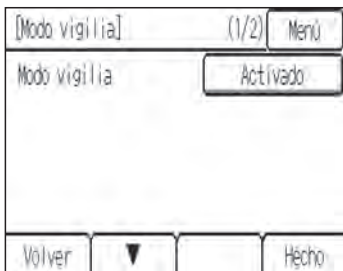 [Modo vigilia] (1/2) Menú
Modo vigilia Activado
Volver ▼ Hecho